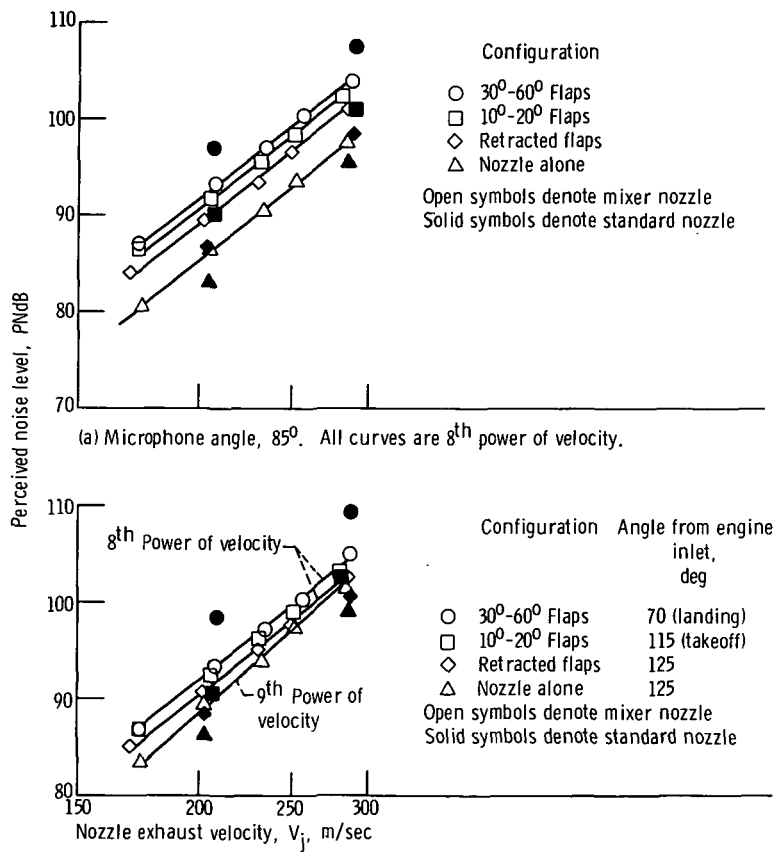 110
100
90
80
70
Configuration
30⁰-60⁰ Flaps
10⁰-20⁰ Flaps
Retracted flaps
Nozzle alone
Open symbols denote mixer nozzle
Solid symbols denote standard nozzle
(a) Microphone angle, 85⁰. All curves are 8th power of velocity.
Perceived noise level, PNdB
110
100
90
80
8th Power of velocity
9th Power of
velocity
Configuration Angle from engine
inlet,
deg
30⁰-60⁰ Flaps 70 (landing)
10⁰-20⁰ Flaps 115 (takeoff)
Retracted flaps 125
Nozzle alone 125
Open symbols denote mixer nozzle
Solid symbols denote standard nozzle
150 200 250 300
Nozzle exhaust velocity, Vj, m/sec